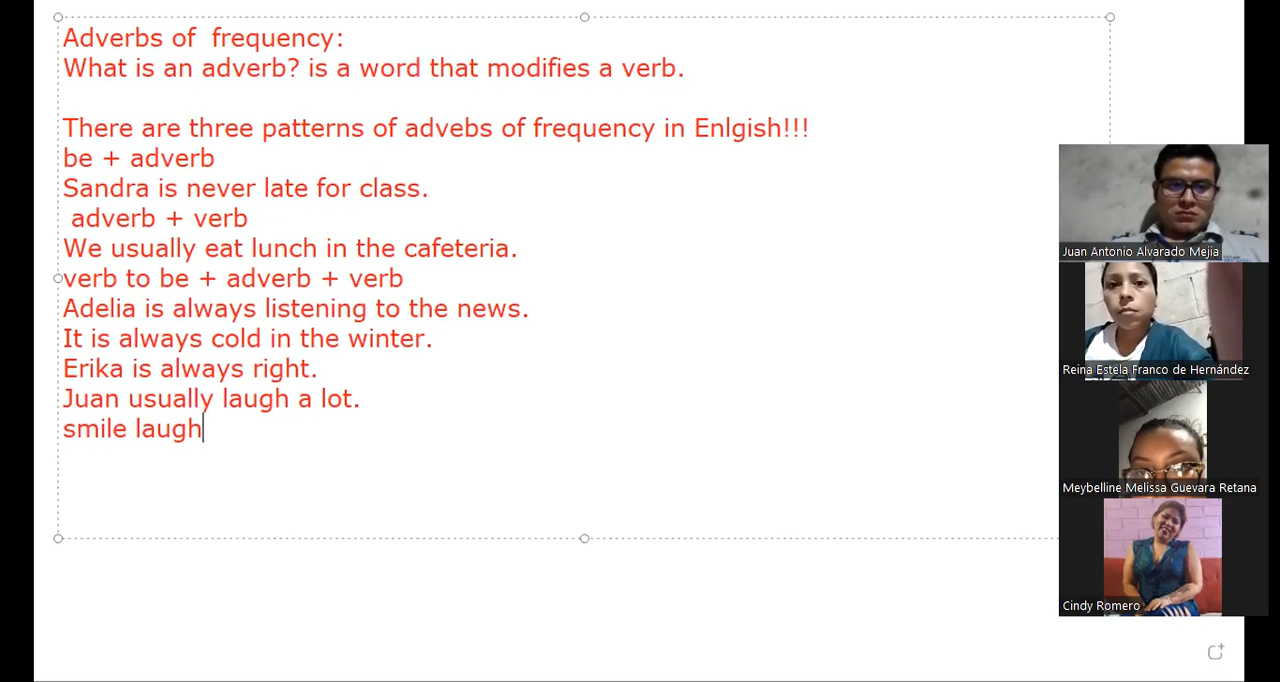 Adverbs of  frequency:
What is an adverb? is a word that modifies a verb.
There are three patterns of advebs of frequency in Enlgish!!!
be + adverb
Sandra is never late for class.
adverb + verb
We usually eat lunch in the cafeteria.
verb to be + adverb + verb
Adelia is always listening to the news.
It is always cold in the winter.
Erika is always right.
Juan usually laugh a lot.
smile laugh
Juan Antonio Alvarado Mejia
Reina Estela Franco de Hernández
Meybelline Melissa Guevara Retana
Cindy Romero